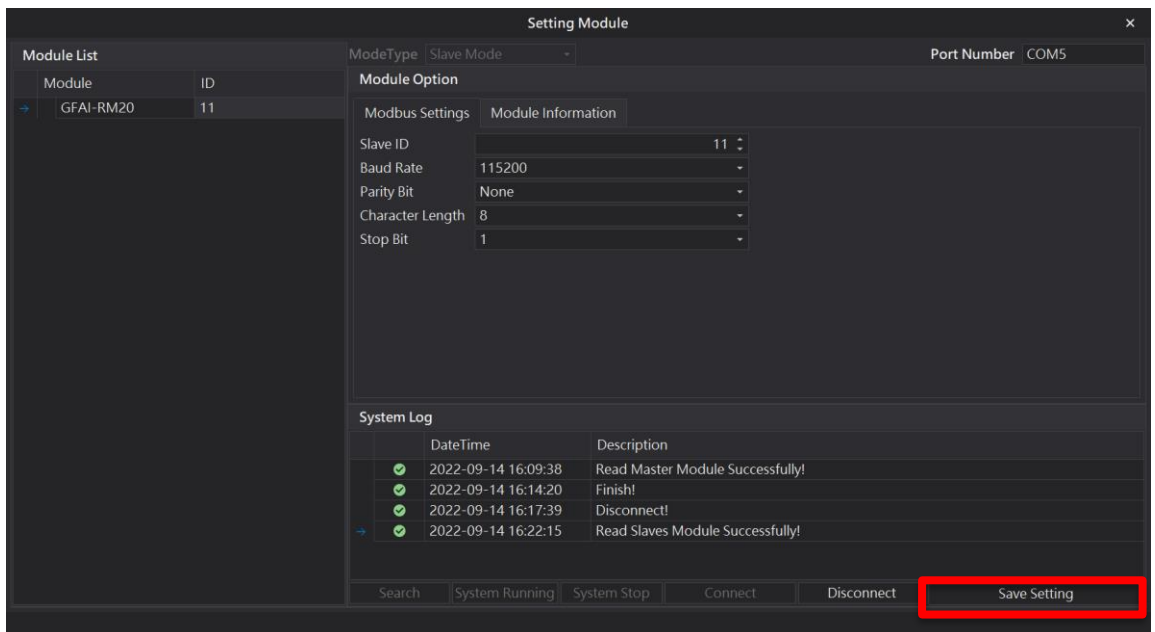 Setting Module
Module List
ModeType Slave Mode
Port Number COM5
Module ID
GFAI-RM20 11
Module Option
Modbus Settings Module Information
Slave ID 11
Baud Rate 115200
Parity Bit None
Character Length 8
Stop Bit 1
System Log
DateTime Description
2022-09-14 16:09:38 Read Master Module Successfully!
2022-09-14 16:14:20 Finish!
2022-09-14 16:17:39 Disconnect!
2022-09-14 16:22:15 Read Slaves Module Successfully!
Search System Running System Stop Connect Disconnect Save Setting